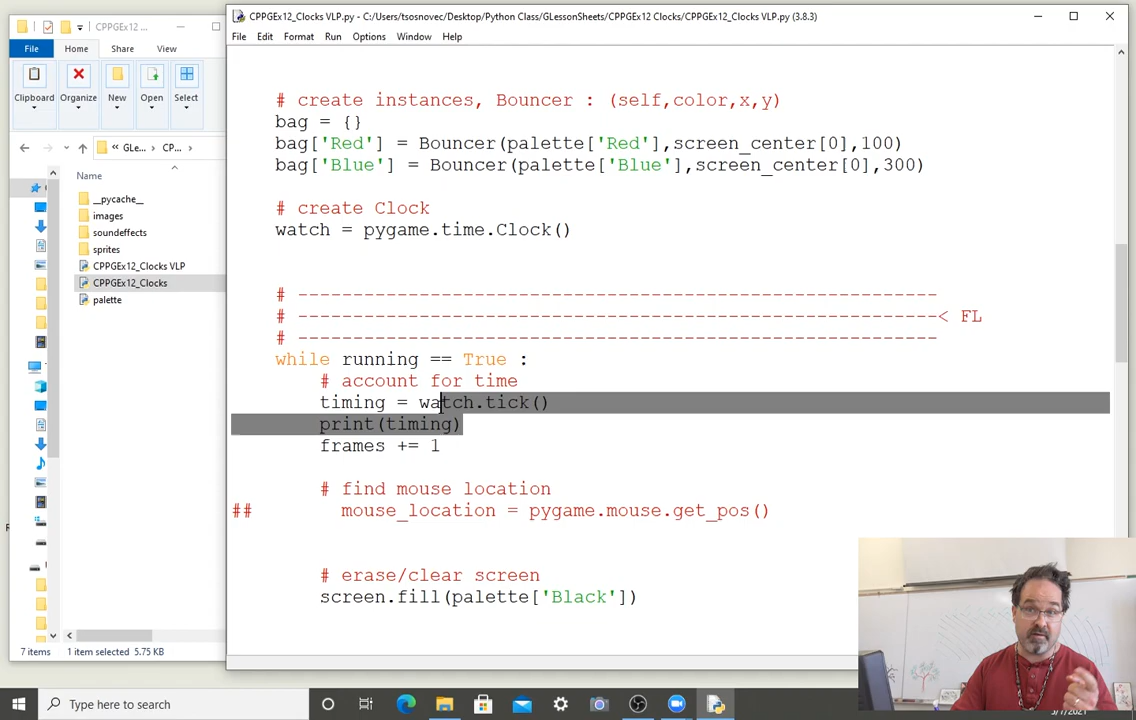 CPPGEx12 ...
File
Home
Share
View
Clipboard
Organize
New
Open
Select
« GLe... › CP...
Name
__pycache__
images
soundeffects
sprites
CPPGEx12_Clocks VLP
CPPGEx12_Clocks
palette
7 items
1 item selected 5.75 KB
CPPGEx12_Clocks VLP.py - C:/Users/tsosnovec/Desktop/Python Class/GLessonSheets/CPPGEx12 Clocks/CPPGEx12_Clocks VLP.py (3.8.3)
File Edit Format Run Options Window Help
# create instances, Bouncer : (self,color,x,y)
bag = {}
bag['Red'] = Bouncer(palette['Red'],screen_center[0],100)
bag['Blue'] = Bouncer(palette['Blue'],screen_center[0],300)
# create Clock
watch = pygame.time.Clock()
# ----------------------------------------------------------
# ----------------------------------------------------------< FL
# ----------------------------------------------------------
while running == True :
# account for time
timing = watch.tick()
print(timing)
frames += 1
# find mouse location
## mouse_location = pygame.mouse.get_pos()
# erase/clear screen
screen.fill(palette['Black'])
Type here to search